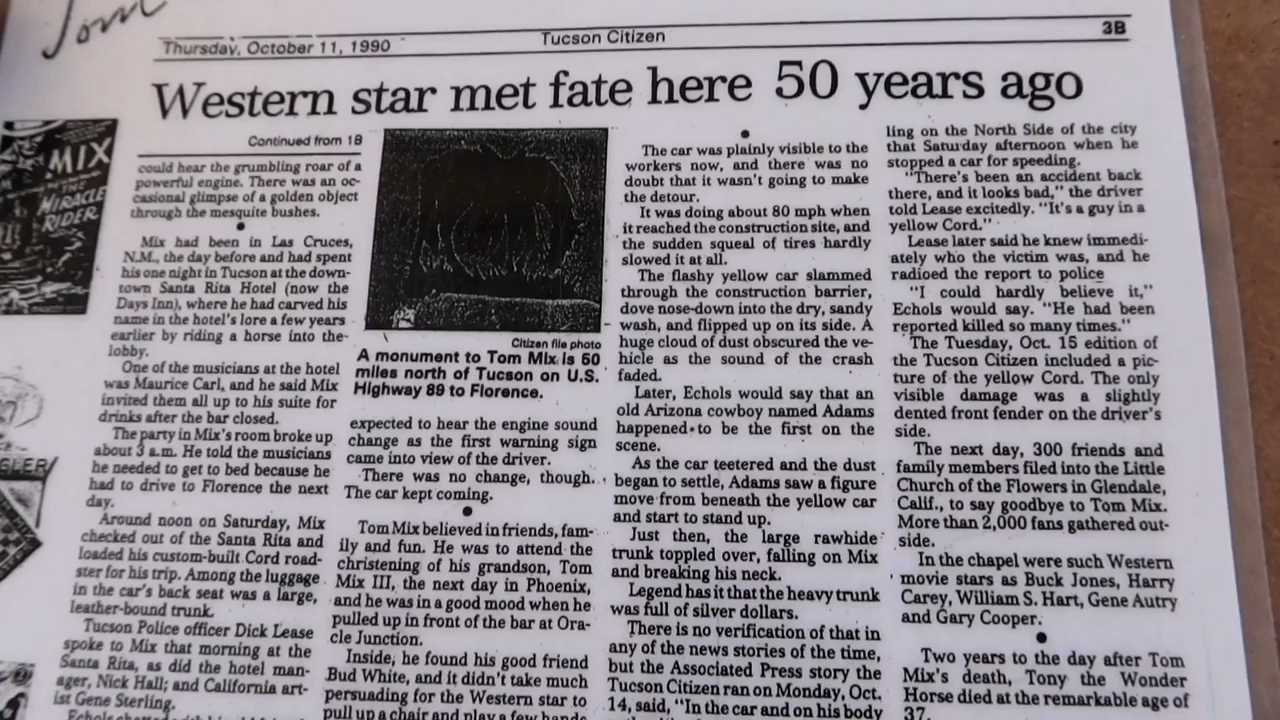 Tom
Thursday, October 11, 1990
Tucson Citizen
3B
Western star met fate here 50 years ago
MIX
THE
MIRACLE
RIDER
GLER
Continued from 1B
could hear the grumbling roar of a
powerful engine. There was an oc-
casional glimpse of a golden object
through the mesquite bushes.
Mix had been in Las Cruces,
N.M., the day before and had spent
his one night in Tucson at the down-
town Santa Rita Hotel (now the
Days Inn), where he had carved his
name in the hotel's lore a few years
earlier by riding a horse into the
lobby.
One of the musicians at the hotel
was Maurice Carl, and he said Mix
invited them all up to his suite for
drinks after the bar closed.
The party in Mix's room broke up
about 3 a.m. He told the musicians
he needed to get to bed because he
had to drive to Florence the next
day.
Around noon on Saturday, Mix
checked out of the Santa Rita and
loaded his custom-built Cord road-
ster for his trip. Among the luggage
in the car's back seat was a large,
leather-bound trunk.
Tucson Police officer Dick Lease
spoke to Mix that morning at the
Santa Rita, as did the hotel man-
ager, Nick Hall; and California art-
ist Gene Sterling.
Citizen file photo
A monument to Tom Mix is 50
miles north of Tucson on U.S.
Highway 89 to Florence.
expected to hear the engine sound
change as the first warning sign
came into view of the driver.
There was no change, though.
The car kept coming.
Tom Mix believed in friends, fam-
ily and fun. He was to attend the
christening of his grandson, Tom
Mix III, the next day in Phoenix,
and he was in a good mood when he
pulled up in front of the bar at Ora-
cle Junction.
Inside, he found his good friend
Bud White, and it didn't take much
persuading for the Western star to
pull up a chair and play a few hands
The car was plainly visible to the
workers now, and there was no
doubt that it wasn't going to make
the detour.
It was doing about 80 mph when
it reached the construction site, and
the sudden squeal of tires hardly
slowed it at all.
The flashy yellow car slammed
through the construction barrier,
dove nose-down into the dry, sandy
wash, and flipped up on its side. A
huge cloud of dust obscured the ve-
hicle as the sound of the crash
faded.
Later, Echols would say that an
old Arizona cowboy named Adams
happened to be the first on the
scene.
As the car teetered and the dust
began to settle, Adams saw a figure
move from beneath the yellow car
and start to stand up.
Just then, the large rawhide
trunk toppled over, falling on Mix
and breaking his neck.
Legend has it that the heavy trunk
was full of silver dollars.
There is no verification of that in
any of the news stories of the time,
but the Associated Press story the
Tucson Citizen ran on Monday, Oct.
14, said, "In the car and on his body
ling on the North Side of the city
that Saturday afternoon when he
stopped a car for speeding.
"There's been an accident back
there, and it looks bad," the driver
told Lease excitedly. "It's a guy in a
yellow Cord."
Lease later said he knew immedi-
ately who the victim was, and he
radioed the report to police
"I could hardly believe it,"
Echols would say. "He had been
reported killed so many times."
The Tuesday, Oct. 15 edition of
the Tucson Citizen included a pic-
ture of the yellow Cord. The only
visible damage was a slightly
dented front fender on the driver's
side.
The next day, 300 friends and
family members filed into the Little
Church of the Flowers in Glendale,
Calif., to say goodbye to Tom Mix.
More than 2,000 fans gathered out-
side.
In the chapel were such Western
movie stars as Buck Jones, Harry
Carey, William S. Hart, Gene Autry
and Gary Cooper.
Two years to the day after Tom
Mix's death, Tony the Wonder
Horse died at the remarkable age of
37.